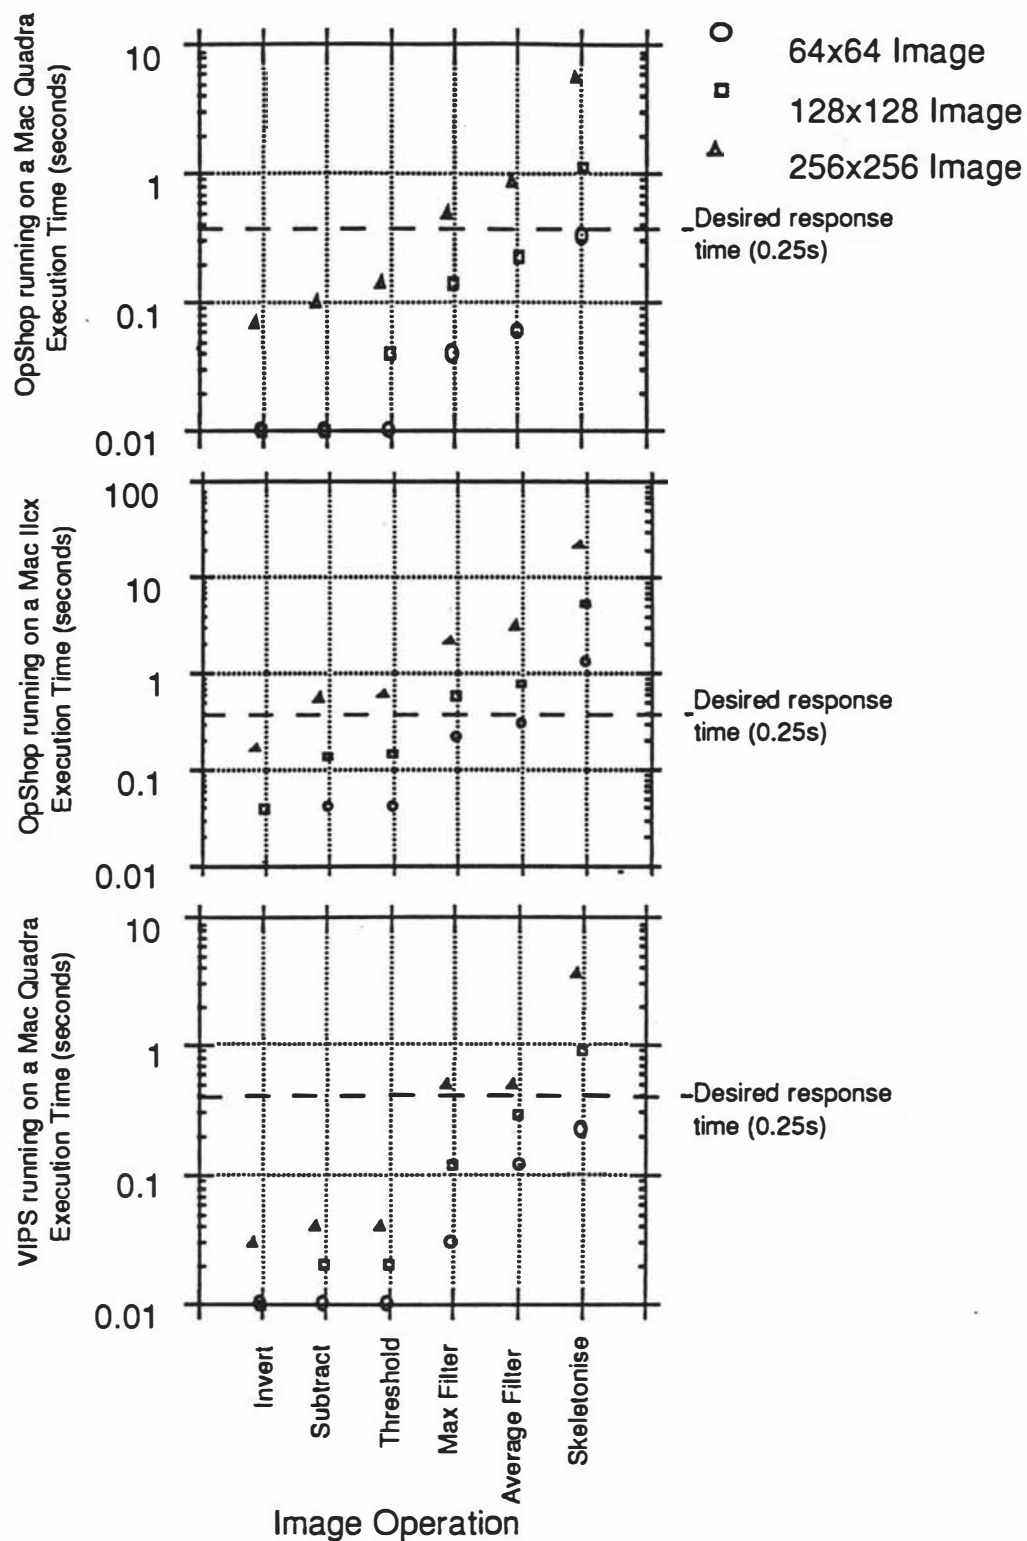 OpShop running on a Mac Quadra
Execution Time (seconds)
10
1
0.1
0.01
64x64 Image
128x128 Image
256x256 Image
Desired response
time (0.25s)
OpShop running on a Mac IIcx
Execution Time (seconds)
100
10
1
0.1
0.01
Desired response
time (0.25s)
VIPS running on a Mac Quadra
Execution Time (seconds)
10
1
0.1
0.01
Desired response
time (0.25s)
Invert
Subtract
Threshold
Max Filter
Average Filter
Skeletonise
Image Operation